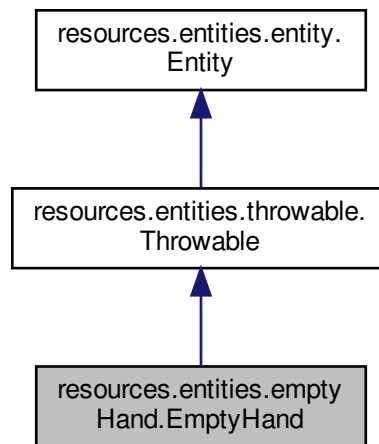 resources.entities.entity.
Entity
resources.entities.throwable.
Throwable
resources.entities.empty
Hand.EmptyHand